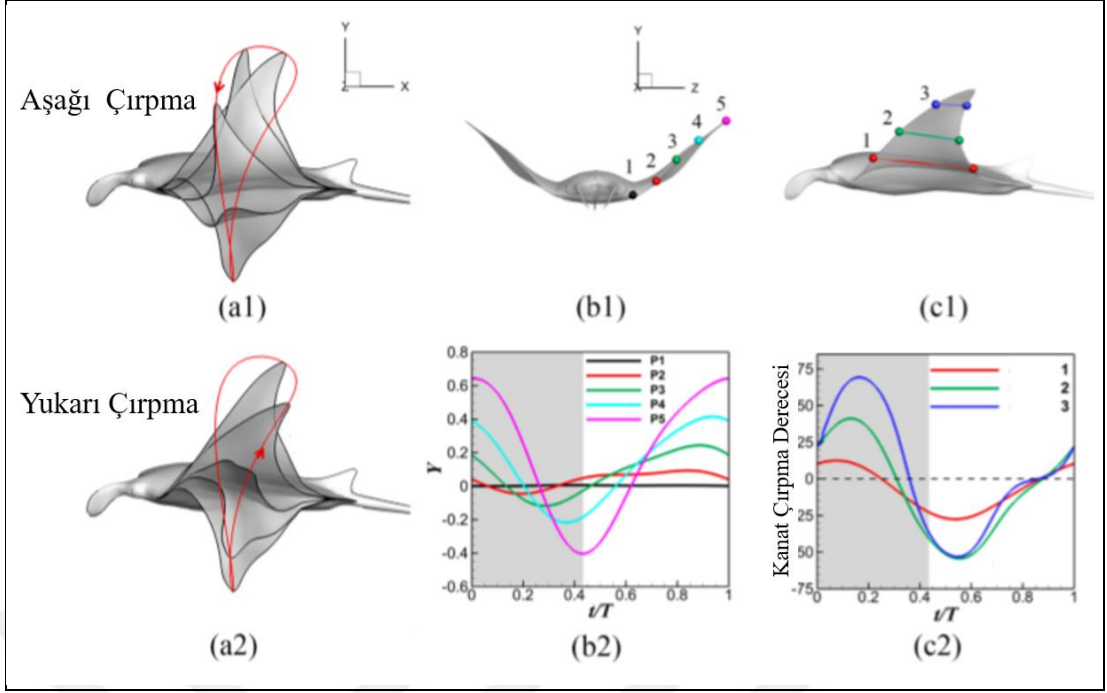 Aşağı Çırpma
Y
Z
X
(a1)
Y
X
Z
1
2
3
4
5
(b1)
1
2
3
(c1)
Yukarı Çırpma
(a2)
Y
0.8
0.6
0.4
0.2
0
-0.2
-0.4
-0.6
P1
P2
P3
P4
P5
0 0.2 0.4 0.6 0.8 1
t/T
(b2)
Kanat Çırpma Derecesi
75
50
25
0
25
50
-75
1
2
3
0 0.2 0.4 0.6 0.8 1
t/T
(c2)